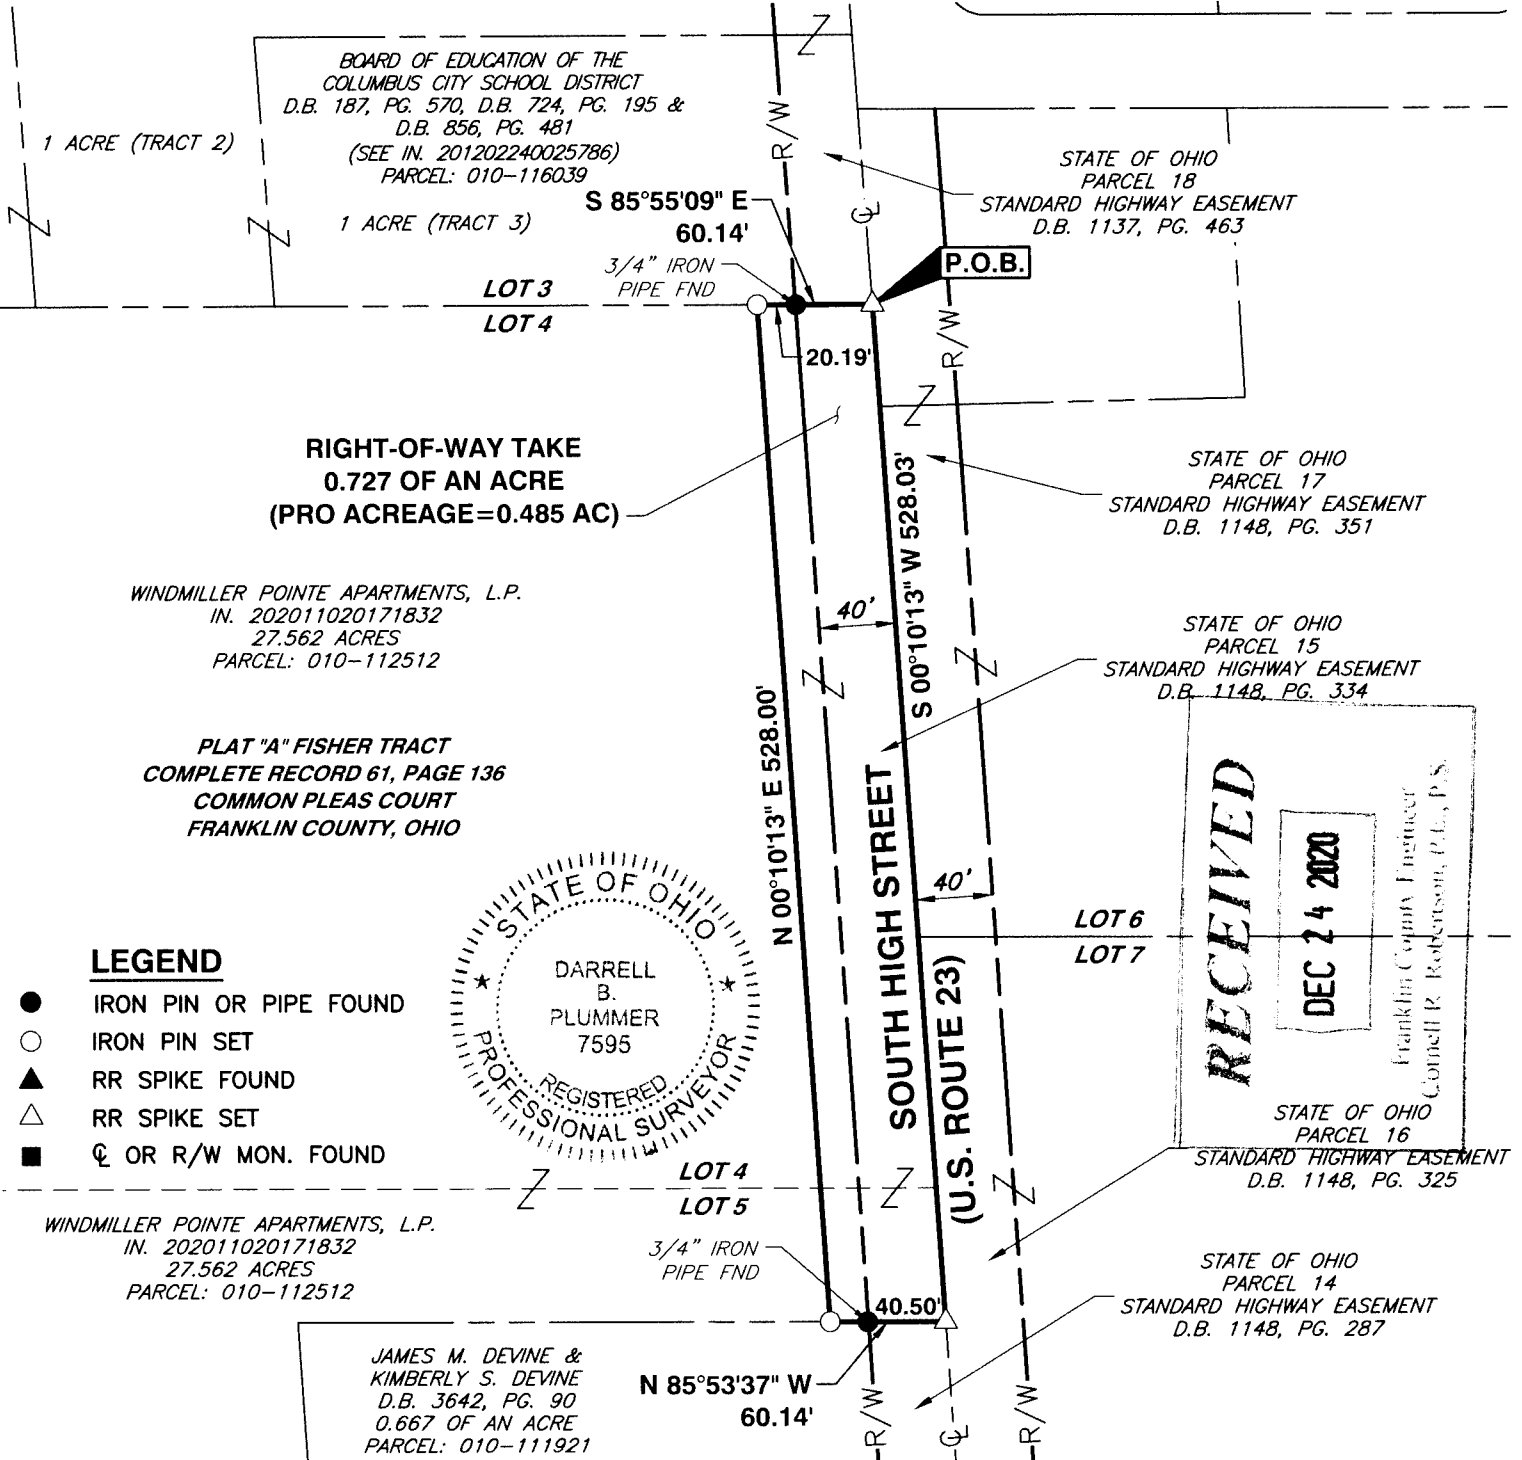 BOARD OF EDUCATION OF THE
COLUMBUS CITY SCHOOL DISTRICT
D.B. 187, PG. 570, D.B. 724, PG. 195 &
D.B. 856, PG. 481
(SEE IN. 201202240025786)
PARCEL: 010-116039
1 ACRE (TRACT 2)
1 ACRE (TRACT 3)
S 85°55'09" E
60.14'
3/4" IRON
PIPE FND
R/W
℄
STATE OF OHIO
PARCEL 18
STANDARD HIGHWAY EASEMENT
D.B. 1137, PG. 463
P.O.B.
LOT 3
LOT 4
20.19'
R/W
RIGHT-OF-WAY TAKE
0.727 OF AN ACRE
(PRO ACREAGE=0.485 AC)
STATE OF OHIO
PARCEL 17
STANDARD HIGHWAY EASEMENT
D.B. 1148, PG. 351
S 00°10'13" W 528.03'
WINDMILLER POINTE APARTMENTS, L.P.
IN. 202011020171832
27.562 ACRES
PARCEL: 010-112512
40'
STATE OF OHIO
PARCEL 15
STANDARD HIGHWAY EASEMENT
D.B. 1148, PG. 334
N 00°10'13" E 528.00'
PLAT "A" FISHER TRACT
COMPLETE RECORD 61, PAGE 136
COMMON PLEAS COURT
FRANKLIN COUNTY, OHIO
SOUTH HIGH STREET
(U.S. ROUTE 23)
40'
LOT 6
LOT 7
RECEIVED
DEC 24 2020
Franklin County Engineer
Cornell R. Robertson, P.E., P.S.
STATE OF OHIO
DARRELL
B.
PLUMMER
7595
REGISTERED
PROFESSIONAL SURVEYOR
LEGEND
IRON PIN OR PIPE FOUND
IRON PIN SET
RR SPIKE FOUND
RR SPIKE SET
℄ OR R/W MON. FOUND
STATE OF OHIO
PARCEL 16
STANDARD HIGHWAY EASEMENT
D.B. 1148, PG. 325
LOT 4
LOT 5
WINDMILLER POINTE APARTMENTS, L.P.
IN. 202011020171832
27.562 ACRES
PARCEL: 010-112512
3/4" IRON
PIPE FND
40.50'
STATE OF OHIO
PARCEL 14
STANDARD HIGHWAY EASEMENT
D.B. 1148, PG. 287
JAMES M. DEVINE &
KIMBERLY S. DEVINE
D.B. 3642, PG. 90
0.667 OF AN ACRE
PARCEL: 010-111921
N 85°53'37" W
60.14'
R/W
℄
R/W